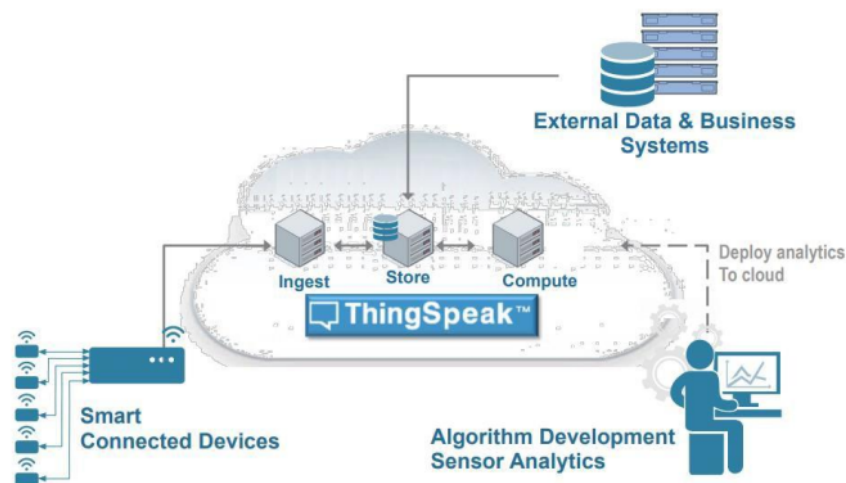 External Data & Business
Systems
Ingest
Store
Compute
Deploy analytics
To cloud
ThingSpeak™
Smart
Connected Devices
Algorithm Development
Sensor Analytics